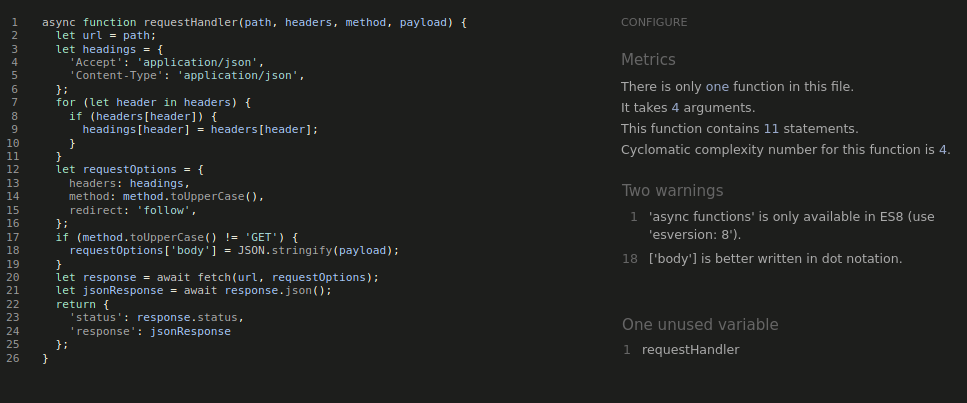 1 async function requestHandler(path, headers, method, payload) {
2 let url = path;
3 let headings = {
4 'Accept': 'application/json',
5 'Content-Type': 'application/json',
6 };
7 for (let header in headers) {
8 if (headers[header]) {
9 headings[header] = headers[header];
10 }
11 }
12 let requestOptions = {
13 headers: headings,
14 method: method.toUpperCase(),
15 redirect: 'follow',
16 };
17 if (method.toUpperCase() != 'GET') {
18 requestOptions['body'] = JSON.stringify(payload);
19 }
20 let response = await fetch(url, requestOptions);
21 let jsonResponse = await response.json();
22 return {
23 'status': response.status,
24 'response': jsonResponse
25 };
26 }
CONFIGURE
Metrics
There is only one function in this file.
It takes 4 arguments.
This function contains 11 statements.
Cyclomatic complexity number for this function is 4.
Two warnings
1 'async functions' is only available in ES8 (use
'esversion: 8').
18 ['body'] is better written in dot notation.
One unused variable
1 requestHandler